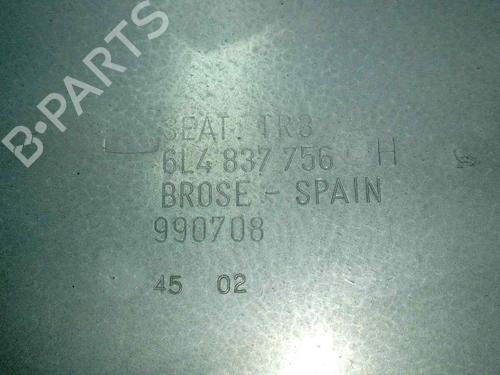 B-PARTS
SEAT. TR8
6L4 837 756 H
BROSE - SPAIN
990708
45 02